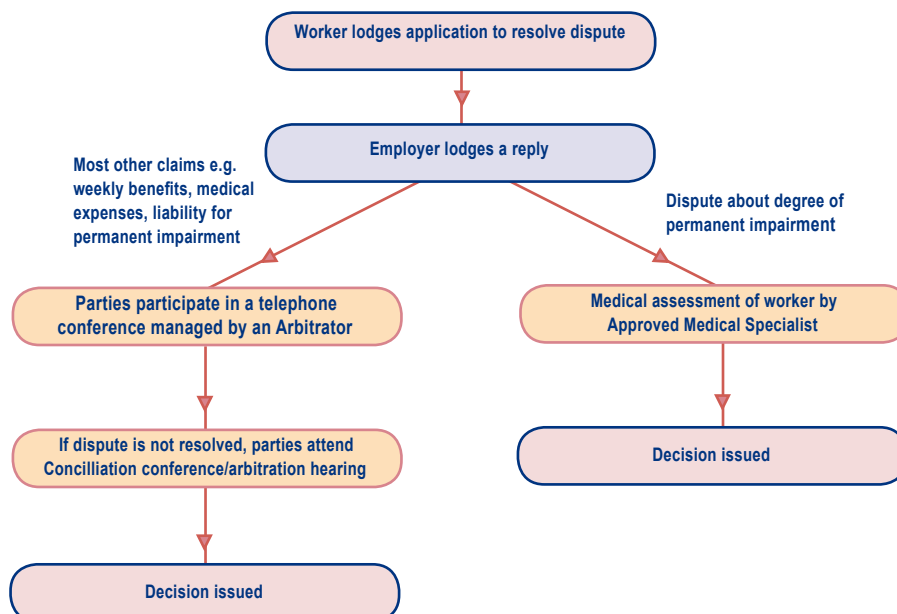 Worker lodges application to resolve dispute
Employer lodges a reply
Most other claims e.g.
weekly benefits, medical
expenses, liability for
permanent impairment
Dispute about degree of
permanent impairment
Parties participate in a telephone
conference managed by an Arbitrator
Medical assessment of worker by
Approved Medical Specialist
If dispute is not resolved, parties attend
Concilliation conference/arbitration hearing
Decision issued
Decision issued